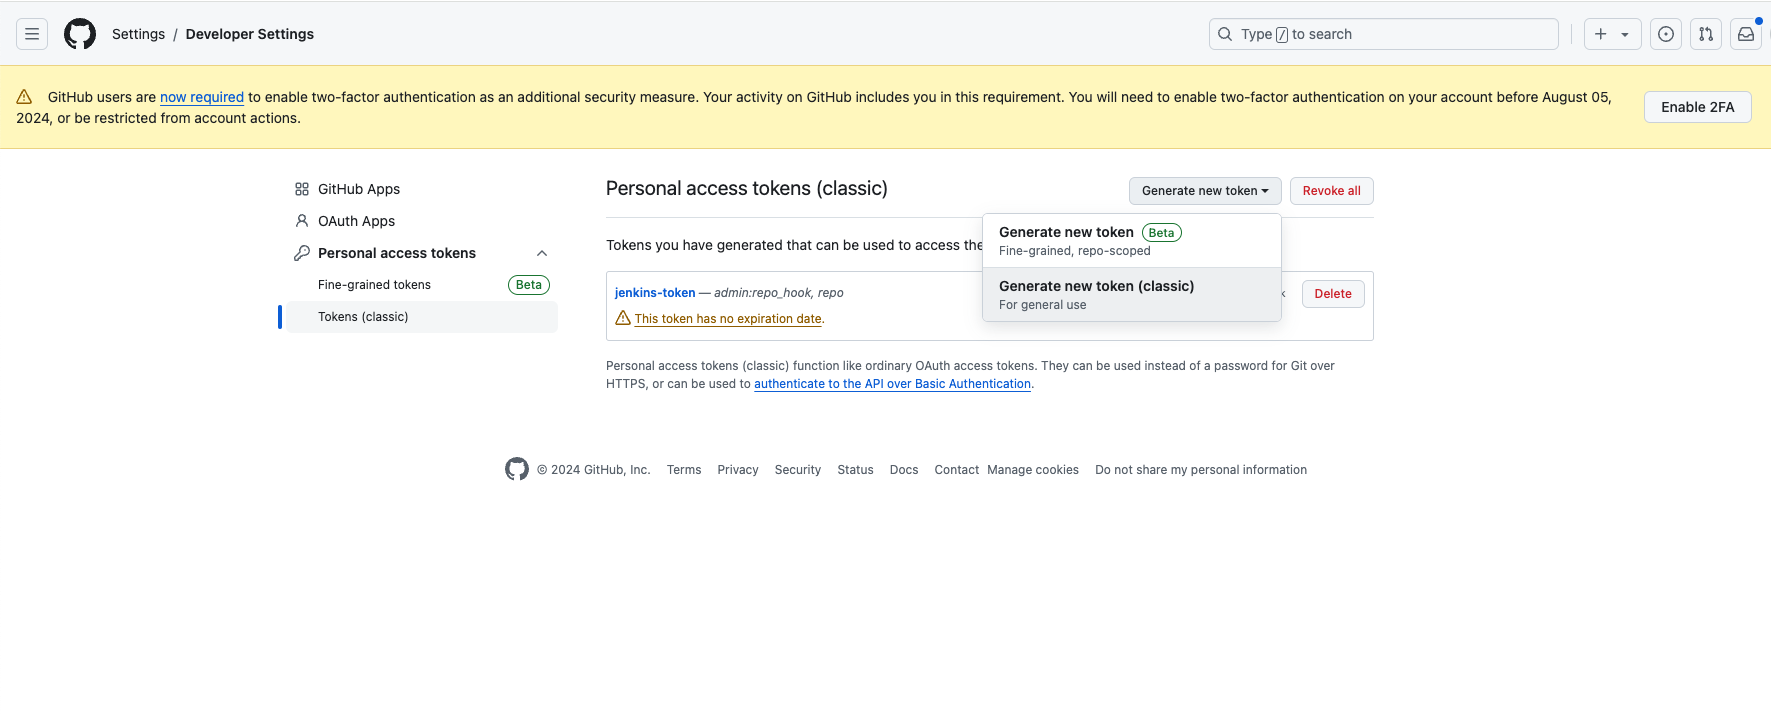 Settings / Developer Settings
Type / to search
GitHub users are now required to enable two-factor authentication as an additional security measure. Your activity on GitHub includes you in this requirement. You will need to enable two-factor authentication on your account before August 05,
2024, or be restricted from account actions.
Enable 2FA
GitHub Apps
OAuth Apps
Personal access tokens
Fine-grained tokens Beta
Tokens (classic)
Personal access tokens (classic)
Generate new token
Revoke all
Generate new token Beta
Fine-grained, repo-scoped
Generate new token (classic)
For general use
Tokens you have generated that can be used to access the
jenkins-token — admin:repo_hook, repo
Delete
This token has no expiration date.
Personal access tokens (classic) function like ordinary OAuth access tokens. They can be used instead of a password for Git over
HTTPS, or can be used to authenticate to the API over Basic Authentication.
© 2024 GitHub, Inc. Terms Privacy Security Status Docs Contact Manage cookies Do not share my personal information